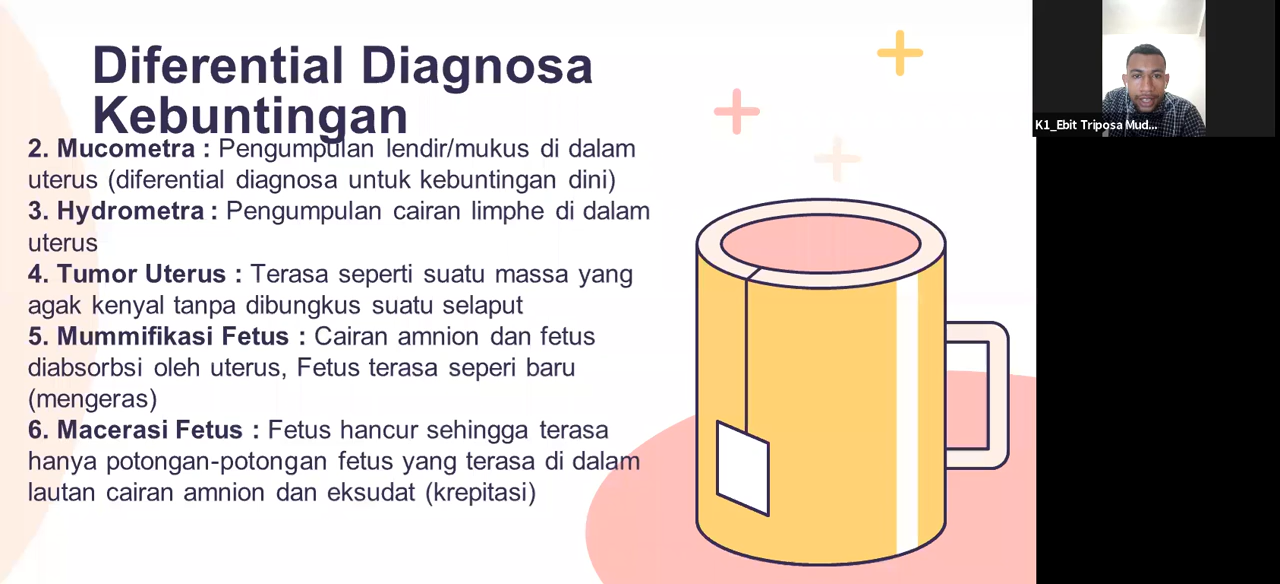 Diferential Diagnosa
Kebuntingan
2. Mucometra : Pengumpulan lendir/mukus di dalam
uterus (diferential diagnosa untuk kebuntingan dini)
3. Hydrometra : Pengumpulan cairan limphe di dalam
uterus
4. Tumor Uterus : Terasa seperti suatu massa yang
agak kenyal tanpa dibungkus suatu selaput
5. Mummifikasi Fetus : Cairan amnion dan fetus
diabsorbsi oleh uterus, Fetus terasa seperi baru
(mengeras)
6. Macerasi Fetus : Fetus hancur sehingga terasa
hanya potongan-potongan fetus yang terasa di dalam
lautan cairan amnion dan eksudat (krepitasi)
K1_Ebit Triposa Mud...